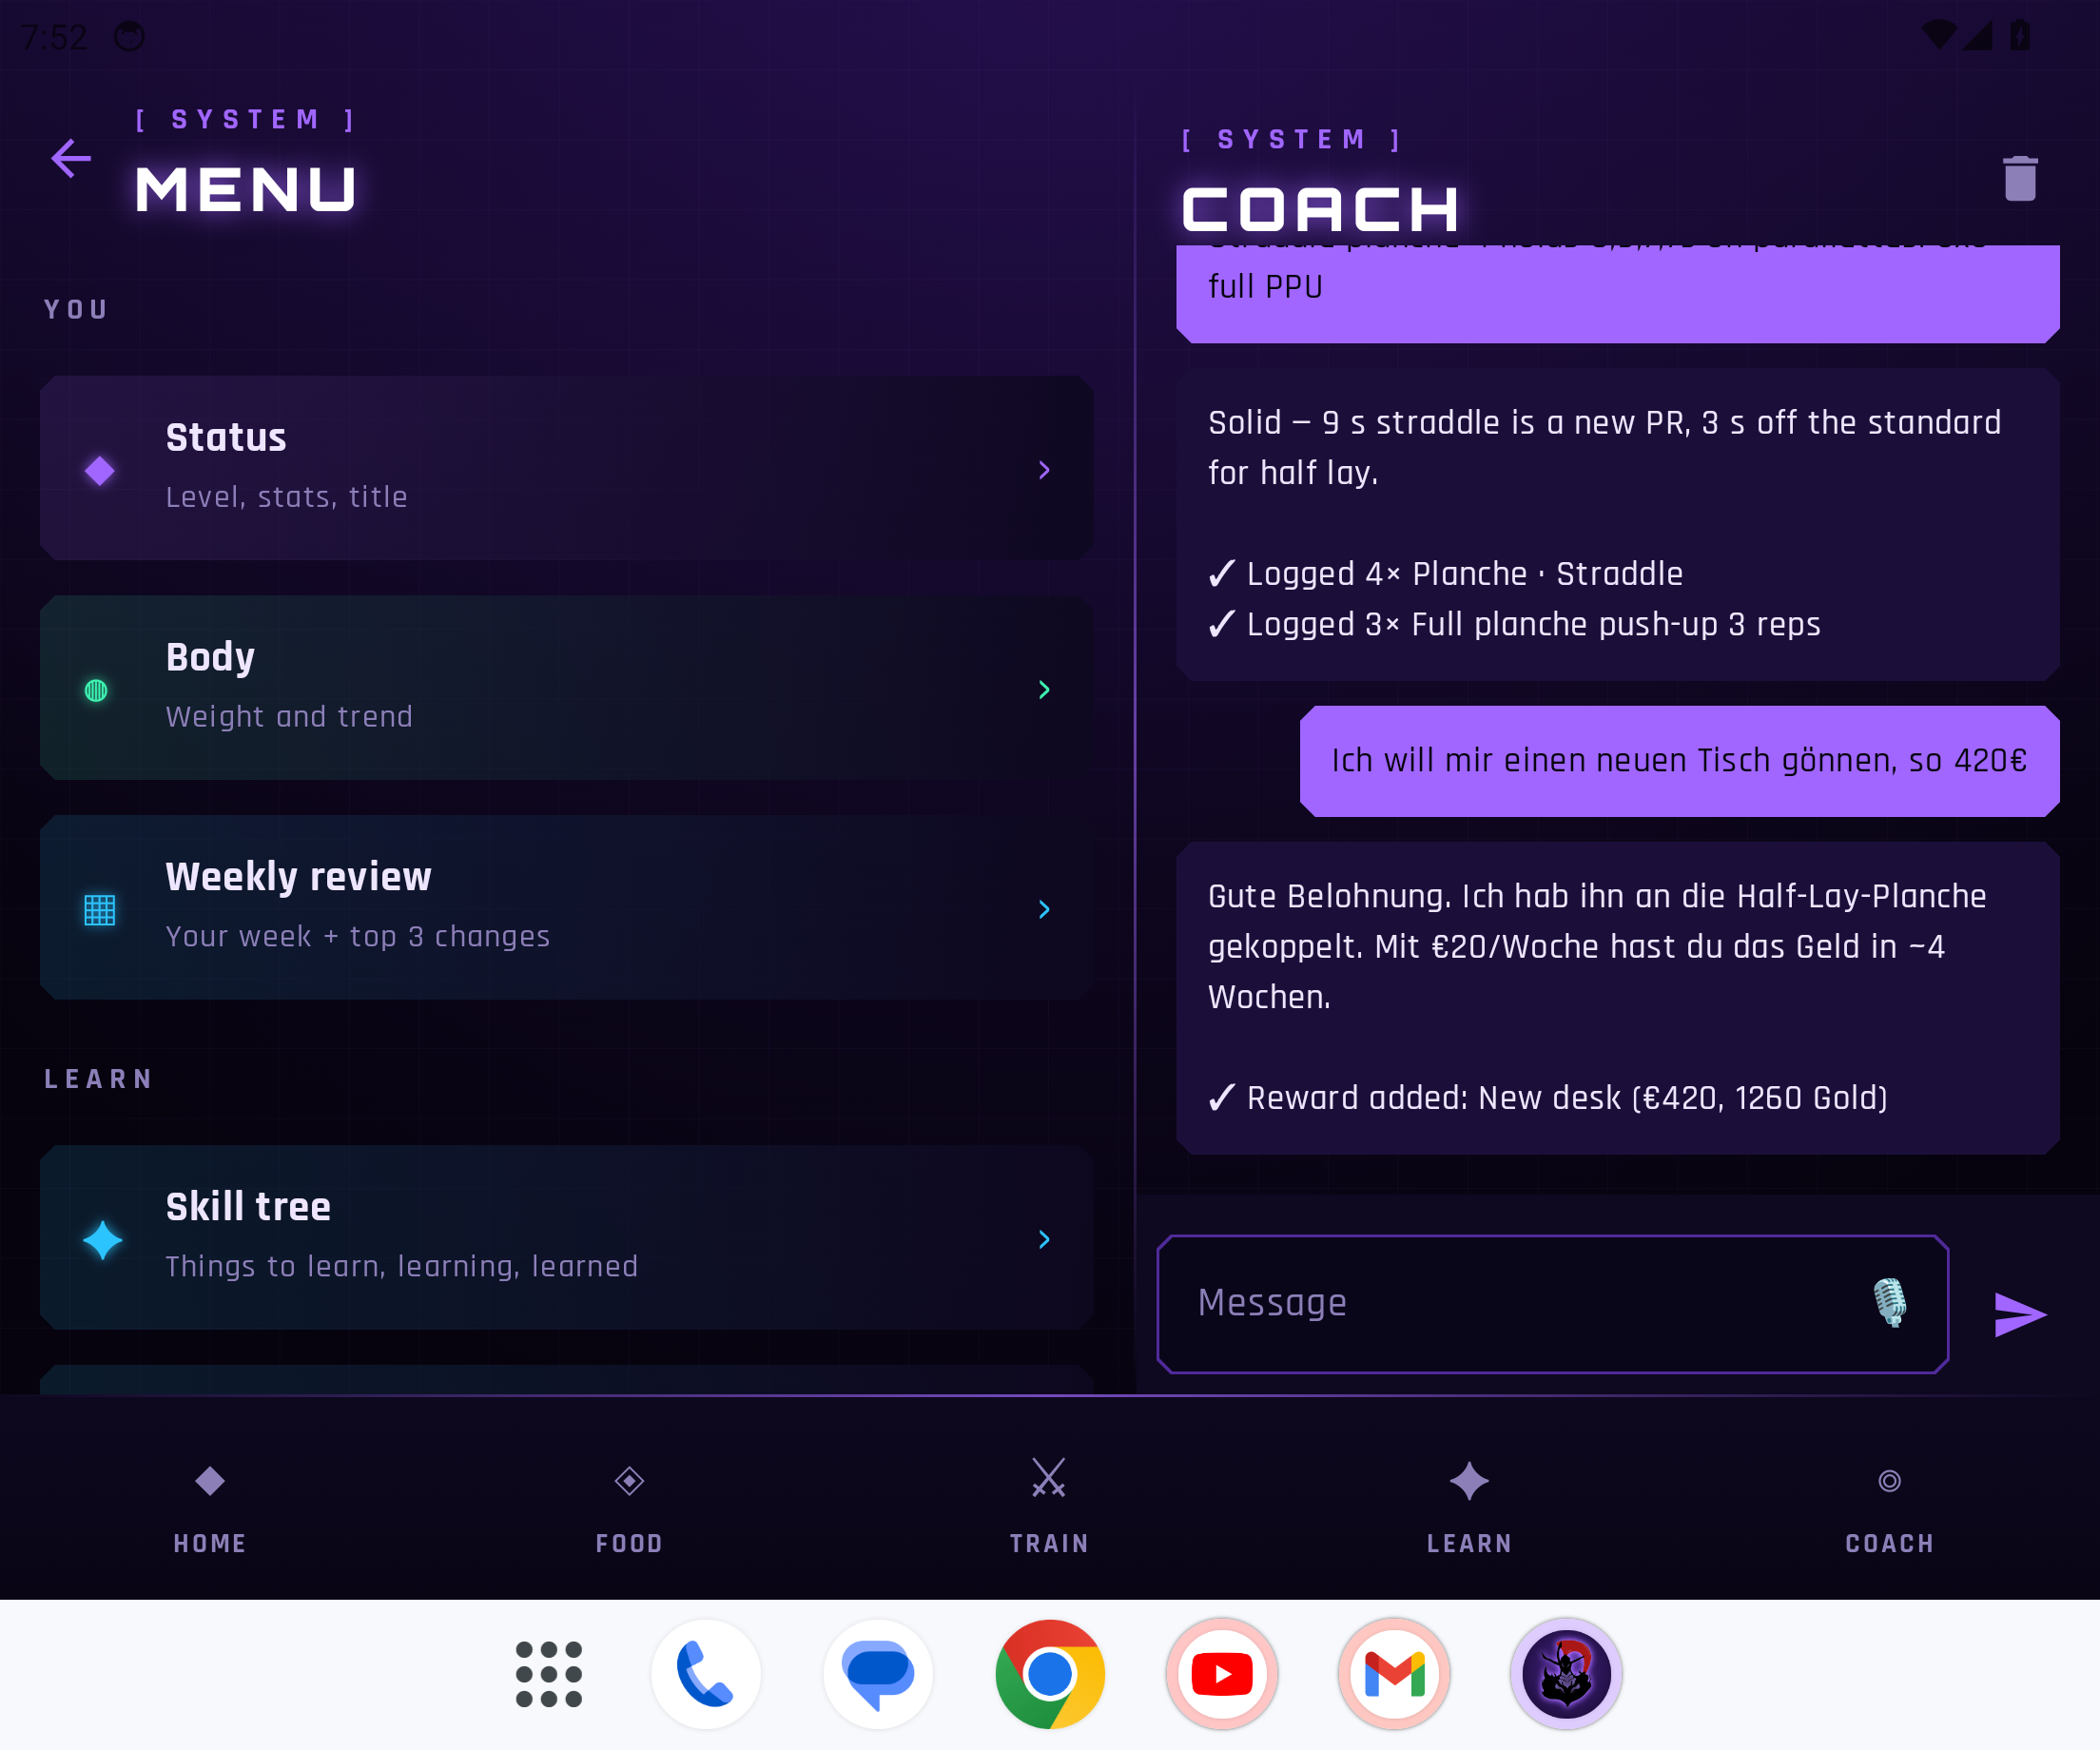 7:52
[ SYSTEM ]
MENU
YOU
Status
Level, stats, title
Body
Weight and trend
Weekly review
Your week + top 3 changes
LEARN
Skill tree
Things to learn, learning, learned
[ SYSTEM ]
COACH
full PPU
Solid – 9 s straddle is a new PR, 3 s off the standard
for half lay.
✓ Logged 4× Planche · Straddle
✓ Logged 3× Full planche push-up 3 reps
Ich will mir einen neuen Tisch gönnen, so 420€
Gute Belohnung. Ich hab ihn an die Half-Lay-Planche
gekoppelt. Mit €20/Woche hast du das Geld in ~4
Wochen.
✓ Reward added: New desk (€420, 1260 Gold)
Message
HOME
FOOD
TRAIN
LEARN
COACH